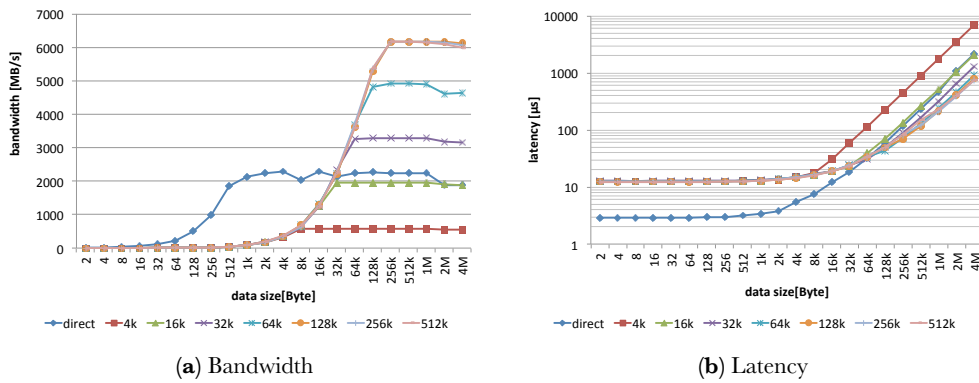 bandwidth [MB/s]
7000
6000
5000
4000
3000
2000
1000
0
2 4 8 16 32 64 128 256 512 1k 2k 4k 8k 16k 32k 64k 128k 256k 512k 1M 2M 4M
data size[Byte]
direct 4k 16k 32k 64k 128k 256k 512k
(a) Bandwidth
latency [µs]
10000
1000
100
10
1
2 4 8 16 32 64 128 256 512 1k 2k 4k 8k 16k 32k 64k 128k 256k 512k 1M 2M 4M
data size[Byte]
direct 4k 16k 32k 64k 128k 256k 512k
(b) Latency